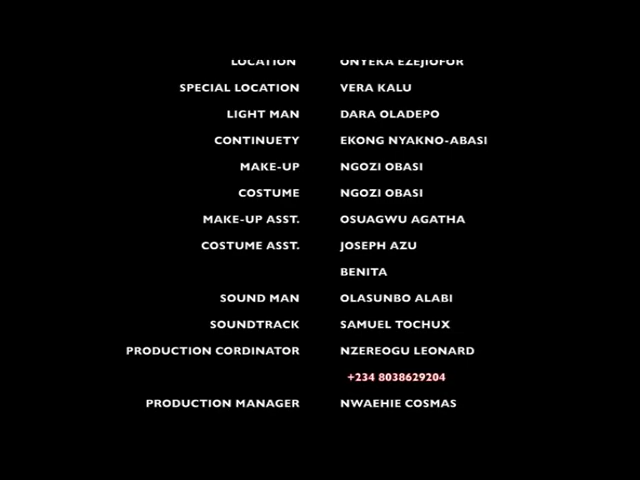 LOCATION ONYEKA EZEJIOFOR
SPECIAL LOCATION VERA KALU
LIGHT MAN DARA OLADEPO
CONTINUETY EKONG NYAKNO-ABASI
MAKE-UP NGOZI OBASI
COSTUME NGOZI OBASI
MAKE-UP ASST. OSUAGWU AGATHA
COSTUME ASST. JOSEPH AZU
BENITA
SOUND MAN OLASUNBO ALABI
SOUNDTRACK SAMUEL TOCHUX
PRODUCTION CORDINATOR NZEREOGU LEONARD
+234 8038629204
PRODUCTION MANAGER NWAEHIE COSMAS